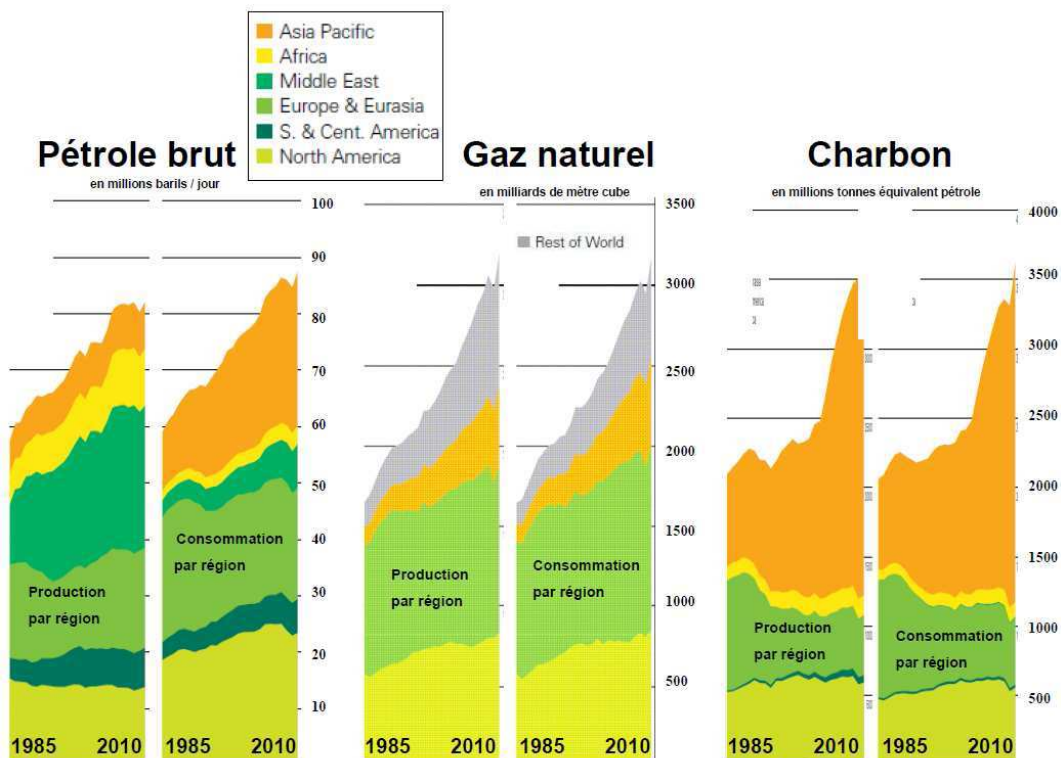 Asia Pacific
Africa
Middle East
Europe & Eurasia
S. & Cent. America
North America
Pétrole brut
en millions barils / jour
100
90
80
70
60
50
40
30
20
10
Production
par région
Consommation
par région
1985 2010
1985 2010
Gaz naturel
en milliards de mètre cube
3500
Rest of World
3000
2500
2000
1500
1000
500
Production
par région
Consommation
par région
1985 2010
1985 2010
Charbon
en millions tonnes équivalent pétrole
4000
3500
3000
2500
2000
1500
1000
500
Production
par région
Consommation
par région
1985 2010
1985 2010